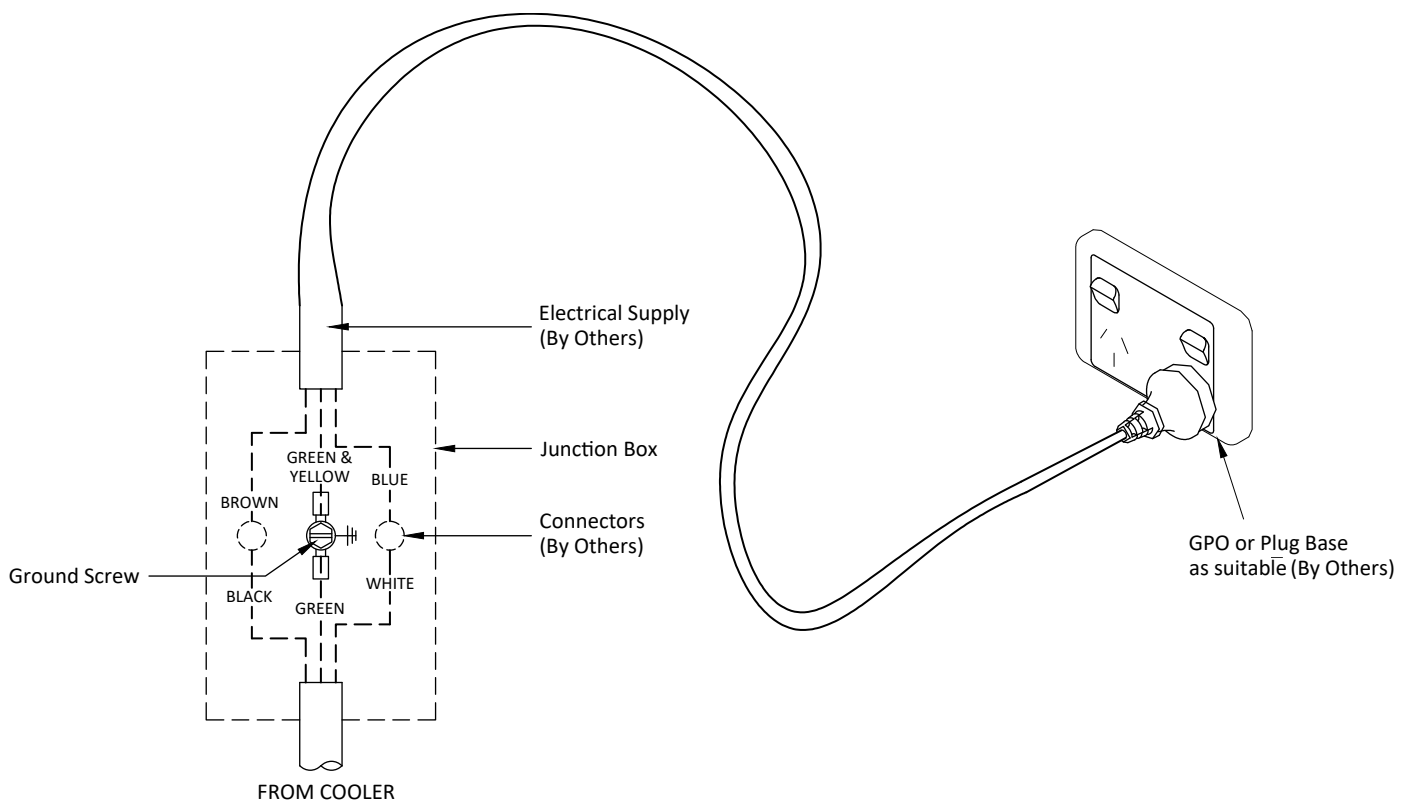 Electrical Supply
(By Others)
Junction Box
GREEN &
YELLOW
BLUE
BROWN
Connectors
(By Others)
GPO or Plug Base
as suitable (By Others)
Ground Screw
BLACK
WHITE
GREEN
FROM COOLER